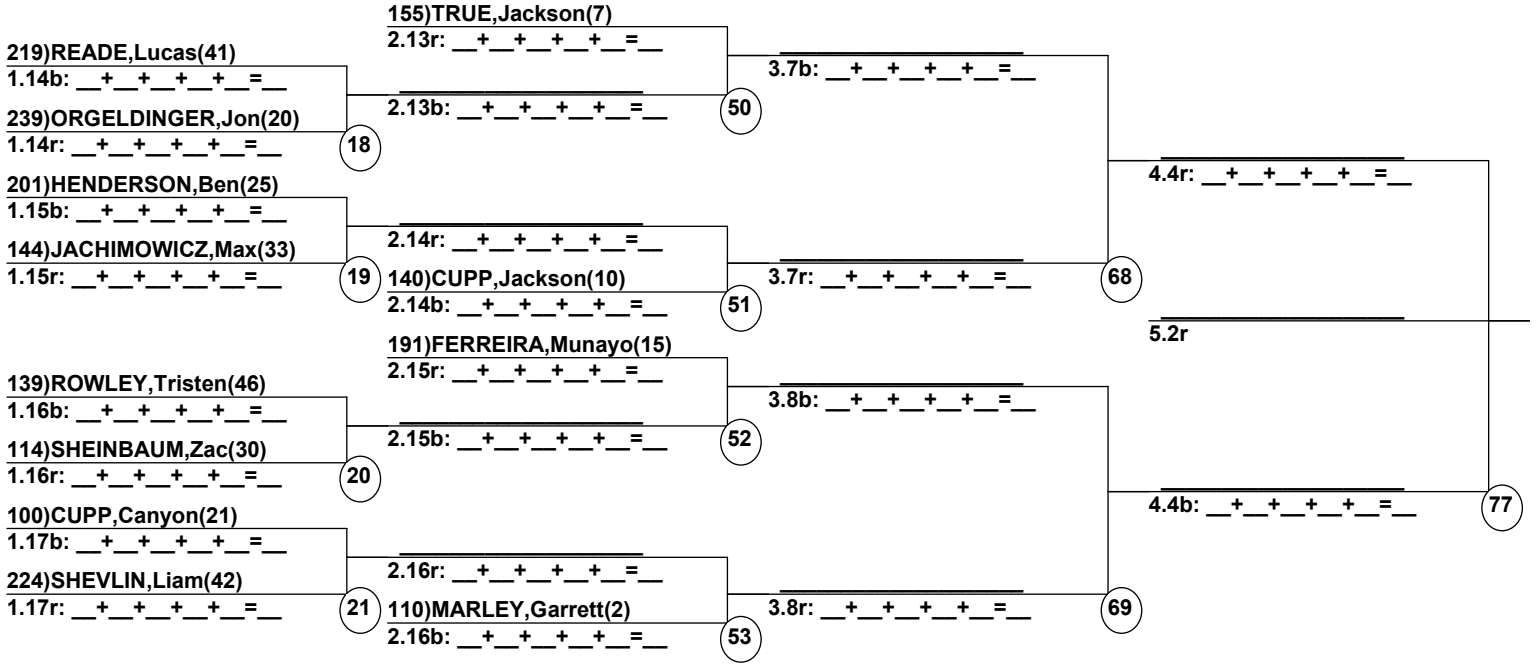 155)TRUE,Jackson(7)
2.13r: __+__+__+__+__=__
219)READE,Lucas(41)
1.14b: __+__+__+__+__=__
3.7b: __+__+__+__+__=__
2.13b: __+__+__+__+__=__
50
239)ORGELDINGER,Jon(20)
1.14r: __+__+__+__+__=__
18
4.4r: __+__+__+__+__=__
201)HENDERSON,Ben(25)
1.15b: __+__+__+__+__=__
2.14r: __+__+__+__+__=__
144)JACHIMOWICZ,Max(33)
1.15r: __+__+__+__+__=__
19
140)CUPP,Jackson(10)
2.14b: __+__+__+__+__=__
51
3.7r: __+__+__+__+__=__
68
5.2r
191)FERREIRA,Munayo(15)
2.15r: __+__+__+__+__=__
139)ROWLEY,Tristen(46)
1.16b: __+__+__+__+__=__
3.8b: __+__+__+__+__=__
2.15b: __+__+__+__+__=__
52
114)SHEINBAUM,Zac(30)
1.16r: __+__+__+__+__=__
20
4.4b: __+__+__+__+__=__
77
100)CUPP,Canyon(21)
1.17b: __+__+__+__+__=__
2.16r: __+__+__+__+__=__
224)SHEVLIN,Liam(42)
1.17r: __+__+__+__+__=__
21
110)MARLEY,Garrett(2)
2.16b: __+__+__+__+__=__
53
3.8r: __+__+__+__+__=__
69